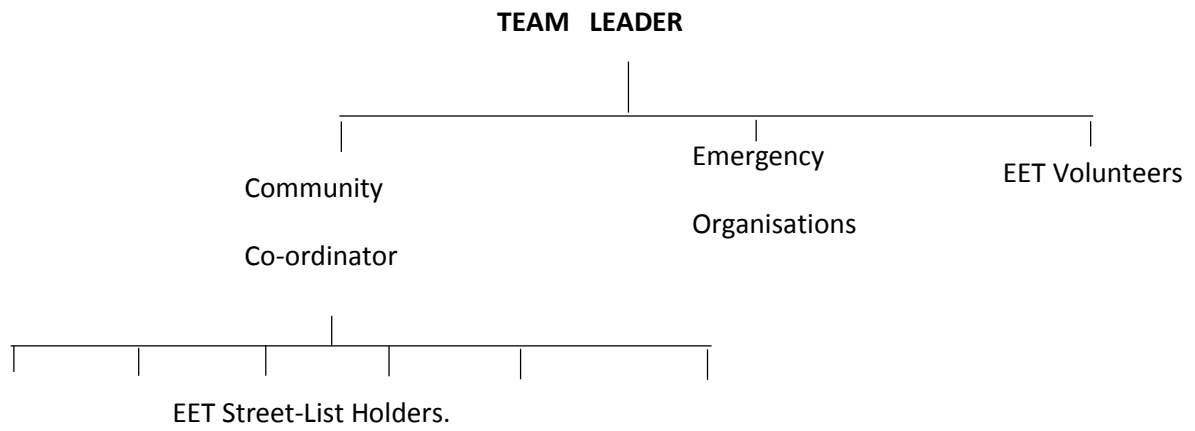 TEAM LEADER
Emergency
EET Volunteers
Community
Organisations
Co-ordinator
EET Street-List Holders.